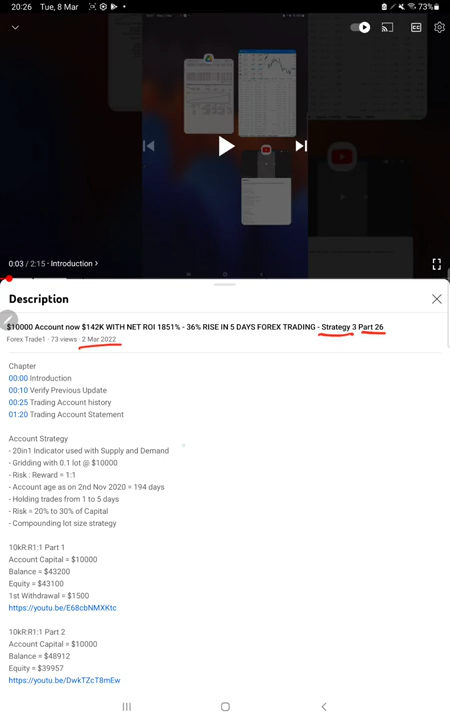 20:26 Tue, 8 Mar
73%
CC
0:03 / 2:15 · Introduction >
Description
$10000 Account now $142K WITH NET ROI 1851% - 36% RISE IN 5 DAYS FOREX TRADING - Strategy 3 Part 26
Forex Trade1 · 73 views · 2 Mar 2022
Chapter
00:00 Introduction
00:10 Verify Previous Update
00:25 Trading Account history
01:20 Trading Account Statement
Account Strategy
- 20in1 Indicator used with Supply and Demand
- Gridding with 0.1 lot @ $10000
- Risk : Reward = 1:1
- Account age as on 2nd Nov 2020 = 194 days
- Holding trades from 1 to 5 days
- Risk = 20% to 30% of Capital
- Compounding lot size strategy
10kR:R1:1 Part 1
Account Capital = $10000
Balance = $43200
Equity = $43100
1st Withdrawal = $1500
https://youtu.be/E68cbNMXKtc
10kR:R1:1 Part 2
Account Capital = $10000
Balance = $48912
Equity = $39957
https://youtu.be/DwkTZcT8mEw